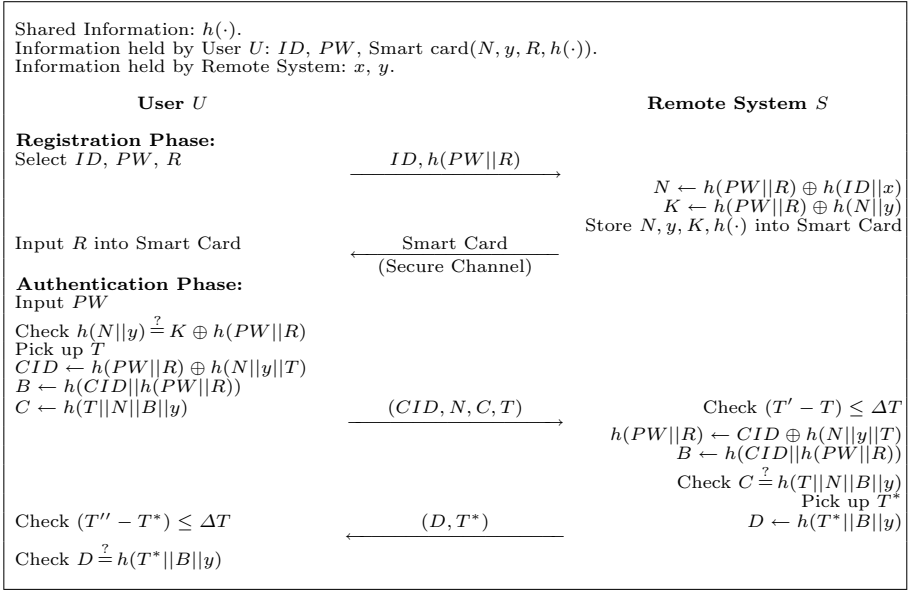 Shared Information: h(·).
Information held by User U: ID, PW, Smart card(N, y, R, h(·)).
Information held by Remote System: x, y.
User U Remote System S
Registration Phase:
Select ID, PW, R ID, h(PW||R)
N ← h(PW||R) ⊕ h(ID||x)
K ← h(PW||R) ⊕ h(N||y)
Store N, y, K, h(·) into Smart Card
Input R into Smart Card Smart Card
(Secure Channel)
Authentication Phase:
Input PW
Check h(N||y) ≟ K ⊕ h(PW||R)
Pick up T
CID ← h(PW||R) ⊕ h(N||y||T)
B ← h(CID||h(PW||R))
C ← h(T||N||B||y) (CID, N, C, T) Check (T′ − T) ≤ ΔT
h(PW||R) ← CID ⊕ h(N||y||T)
B ← h(CID||h(PW||R))
Check C ≟ h(T||N||B||y)
Pick up T*
Check (T′′ − T*) ≤ ΔT (D, T*) D ← h(T*||B||y)
Check D ≟ h(T*||B||y)